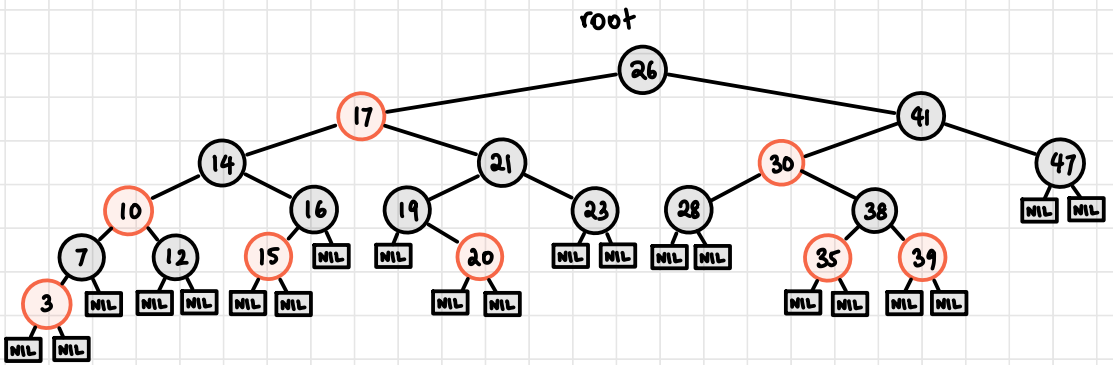 root
26
17 41
14 21 30 47
10 16 19 23 28 38 NIL NIL
7 12 15 NIL NIL 20 NIL NIL NIL NIL 35 39
3 NIL NIL NIL NIL NIL NIL NIL NIL NIL NIL NIL
NIL NIL